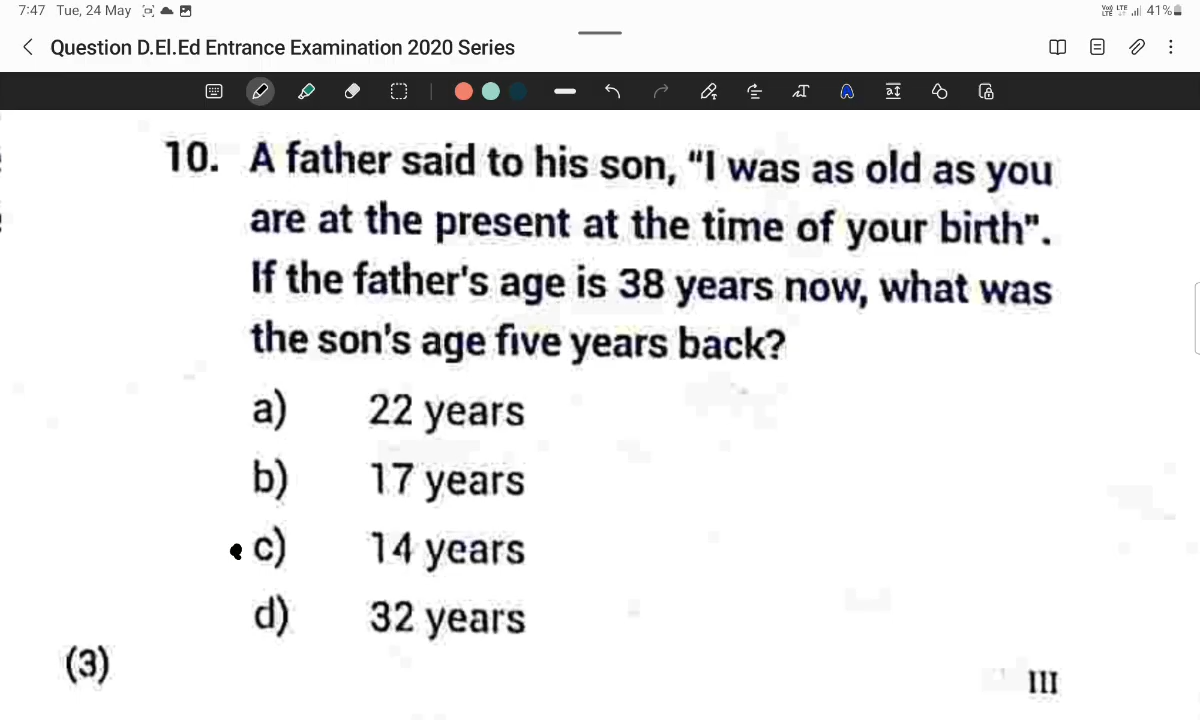 7:47 Tue, 24 May 41%
Question D.El.Ed Entrance Examination 2020 Series
10. A father said to his son, "I was as old as you
are at the present at the time of your birth".
If the father's age is 38 years now, what was
the son's age five years back?
a) 22 years
b) 17 years
c) 14 years
d) 32 years
(3) III